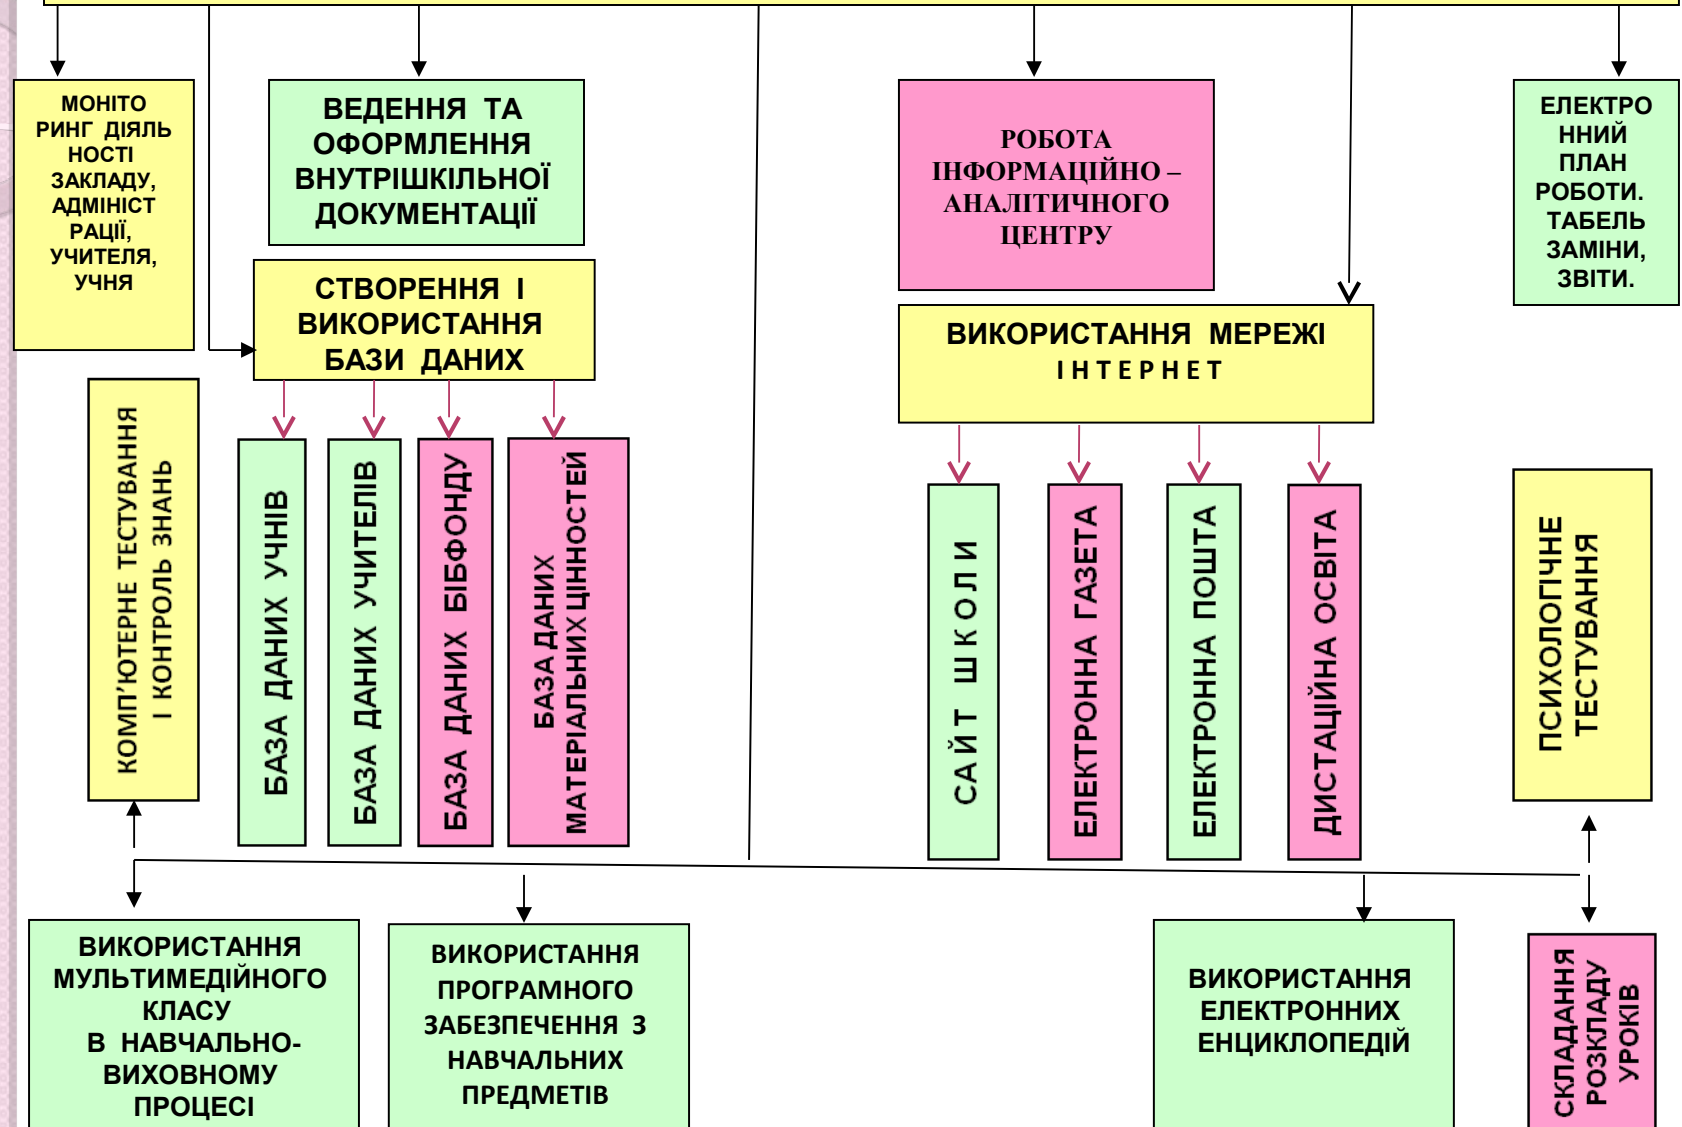 МОНІТО
РИНГ ДІЯЛЬ
НОСТІ
ЗАКЛАДУ,
АДМІНІСТ
РАЦІЇ,
УЧИТЕЛЯ,
УЧНЯ
ВЕДЕННЯ ТА
ОФОРМЛЕННЯ
ВНУТРІШКІЛЬНОЇ
ДОКУМЕНТАЦІЇ
РОБОТА
ІНФОРМАЦІЙНО –
АНАЛІТИЧНОГО
ЦЕНТРУ
ЕЛЕКТРО
ННИЙ
ПЛАН
РОБОТИ.
ТАБЕЛЬ
ЗАМІНИ,
ЗВІТИ.
СТВОРЕННЯ І
ВИКОРИСТАННЯ
БАЗИ ДАНИХ
ВИКОРИСТАННЯ МЕРЕЖІ
І Н Т Е Р Н Е Т
КОМП’ЮТЕРНЕ ТЕСТУВАННЯ
І КОНТРОЛЬ ЗНАНЬ
БАЗА ДАНИХ УЧНІВ
БАЗА ДАНИХ УЧИТЕЛІВ
БАЗА ДАНИХ БІБФОНДУ
БАЗА ДАНИХ
МАТЕРІАЛЬНИХ ЦІННОСТЕЙ
С А Й Т Ш К О Л И
ЕЛЕКТРОННА ГАЗЕТА
ЕЛЕКТРОННА ПОШТА
ДИСТАЦІЙНА ОСВІТА
ПСИХОЛОГІЧНЕ
ТЕСТУВАННЯ
ВИКОРИСТАННЯ
МУЛЬТИМЕДІЙНОГО
КЛАСУ
В НАВЧАЛЬНО-
ВИХОВНОМУ
ПРОЦЕСІ
ВИКОРИСТАННЯ
ПРОГРАМНОГО
ЗАБЕЗПЕЧЕННЯ З
НАВЧАЛЬНИХ
ПРЕДМЕТІВ
ВИКОРИСТАННЯ
ЕЛЕКТРОННИХ
ЕНЦИКЛОПЕДІЙ
СКЛАДАННЯ
РОЗКЛАДУ
УРОКІВ